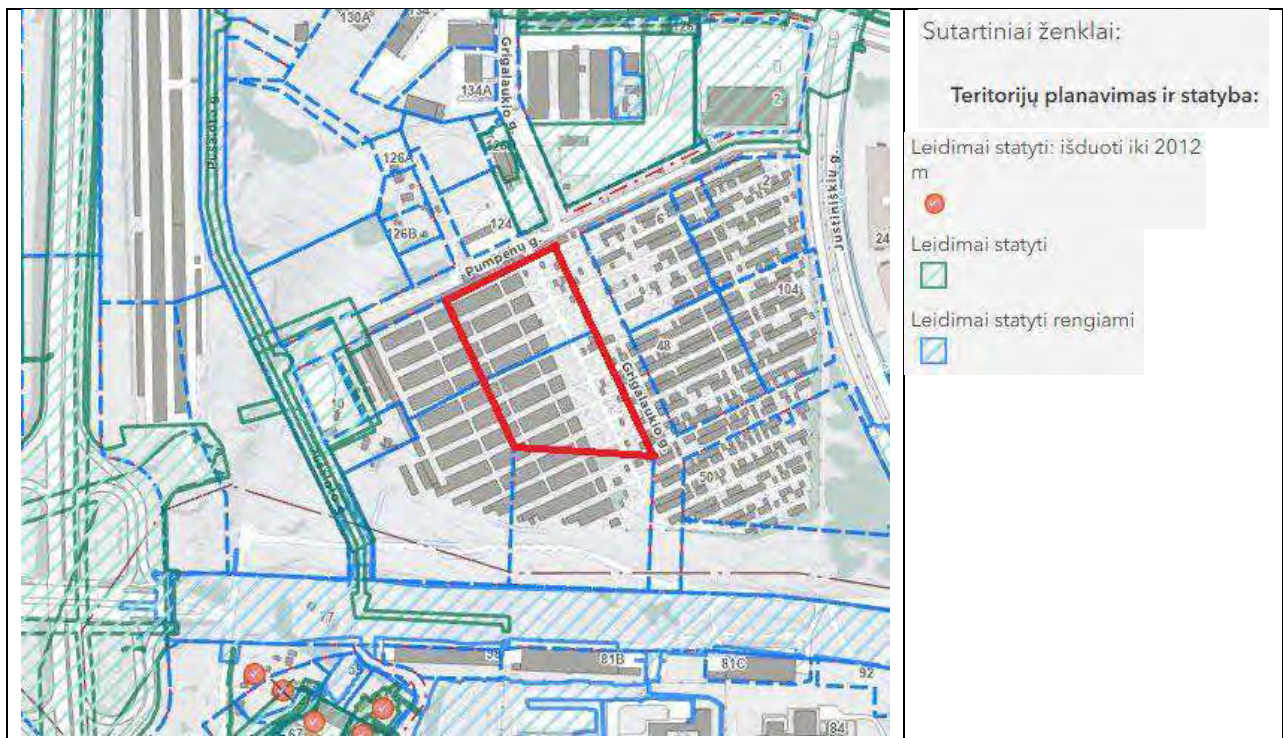 130A
134
Grigalaukio g.
134A
126
2
126A
126B
124
Pumpėnų g.
6
2
Justiniškių g.
24
104
48
Grigalaukio g.
10
50
77
99
81B
81C
92
67
84
Sutartiniai ženklai:
Teritorijų planavimas ir statyba:
Leidimai statyti: išduoti iki 2012
m
Leidimai statyti
Leidimai statyti rengiami